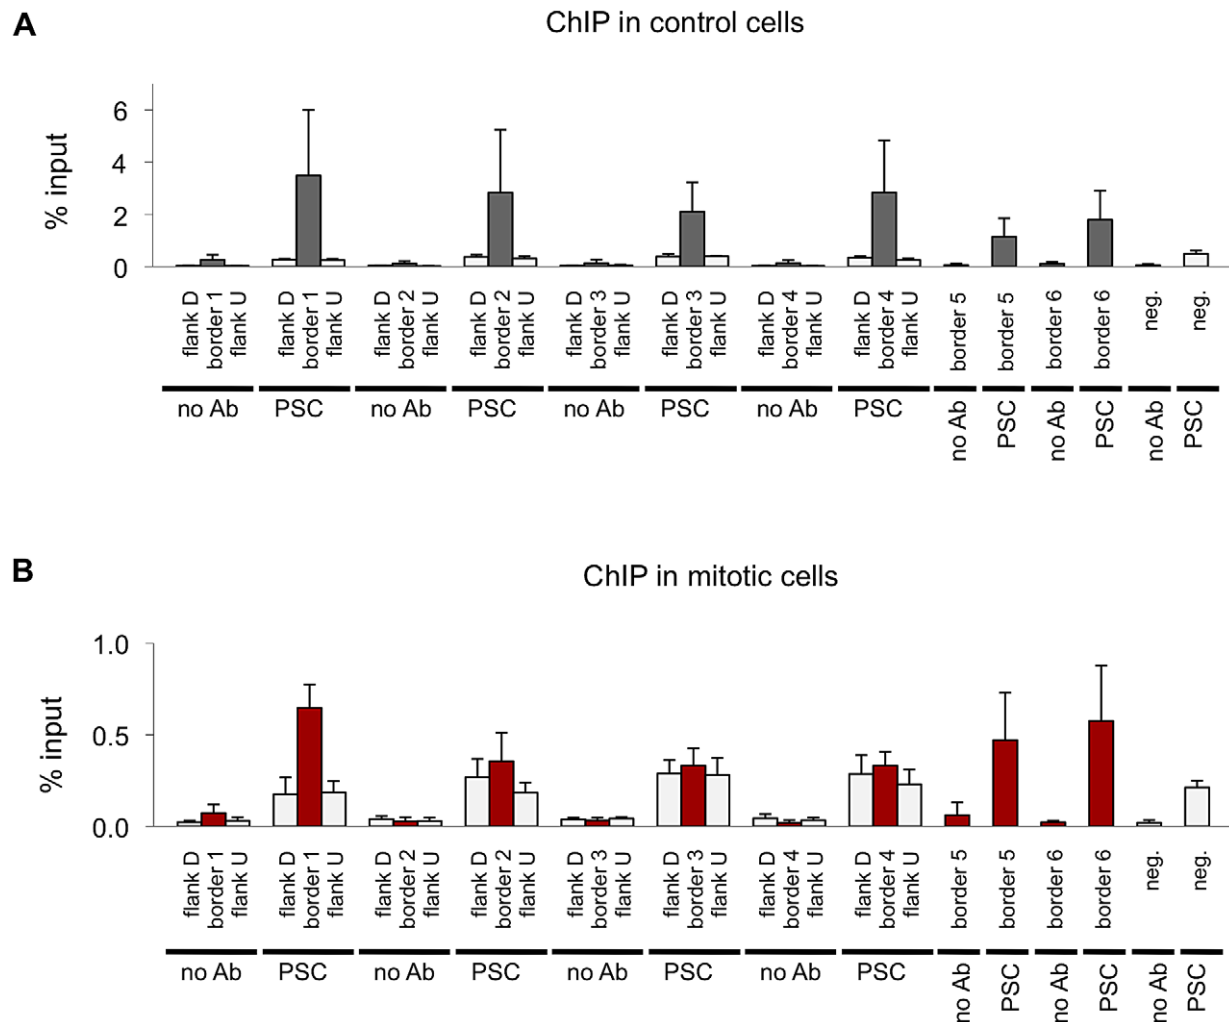 A
ChIP in control cells
% input
6
4
2
0
flank D
border 1
flank U
flank D
border 1
flank U
flank D
border 2
flank U
flank D
border 2
flank U
flank D
border 3
flank U
flank D
border 3
flank U
flank D
border 4
flank U
flank D
border 4
flank U
border 5
border 5
border 6
border 6
neg.
neg.
no Ab
PSC
no Ab
PSC
no Ab
PSC
no Ab
PSC
no Ab
PSC
no Ab
PSC
no Ab
PSC
B
ChIP in mitotic cells
% input
1.0
0.5
0.0
flank D
border 1
flank U
flank D
border 1
flank U
flank D
border 2
flank U
flank D
border 2
flank U
flank D
border 3
flank U
flank D
border 3
flank U
flank D
border 4
flank U
flank D
border 4
flank U
border 5
border 5
border 6
border 6
neg.
neg.
no Ab
PSC
no Ab
PSC
no Ab
PSC
no Ab
PSC
no Ab
PSC
no Ab
PSC
no Ab
PSC